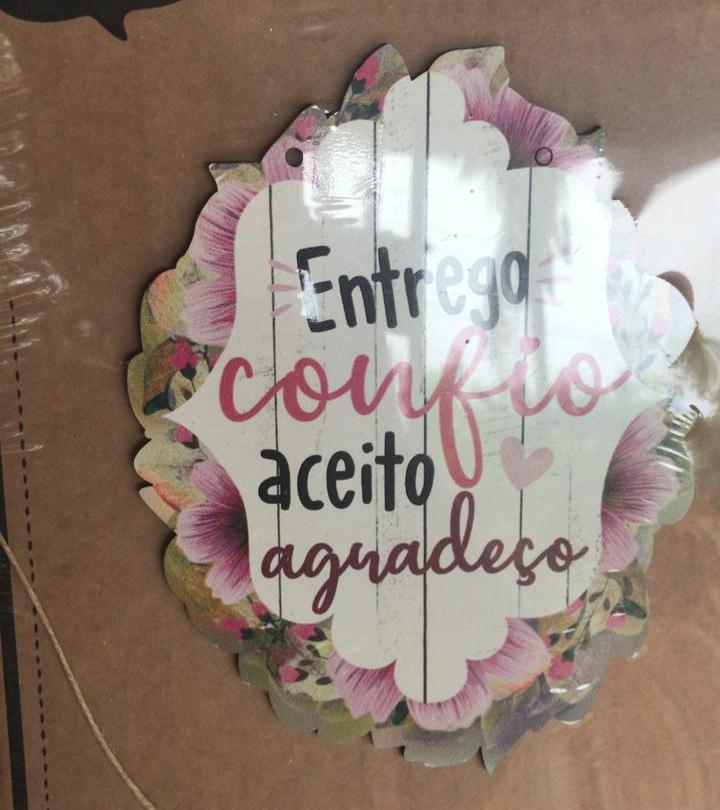 Entrego
confio
aceito
agradeço